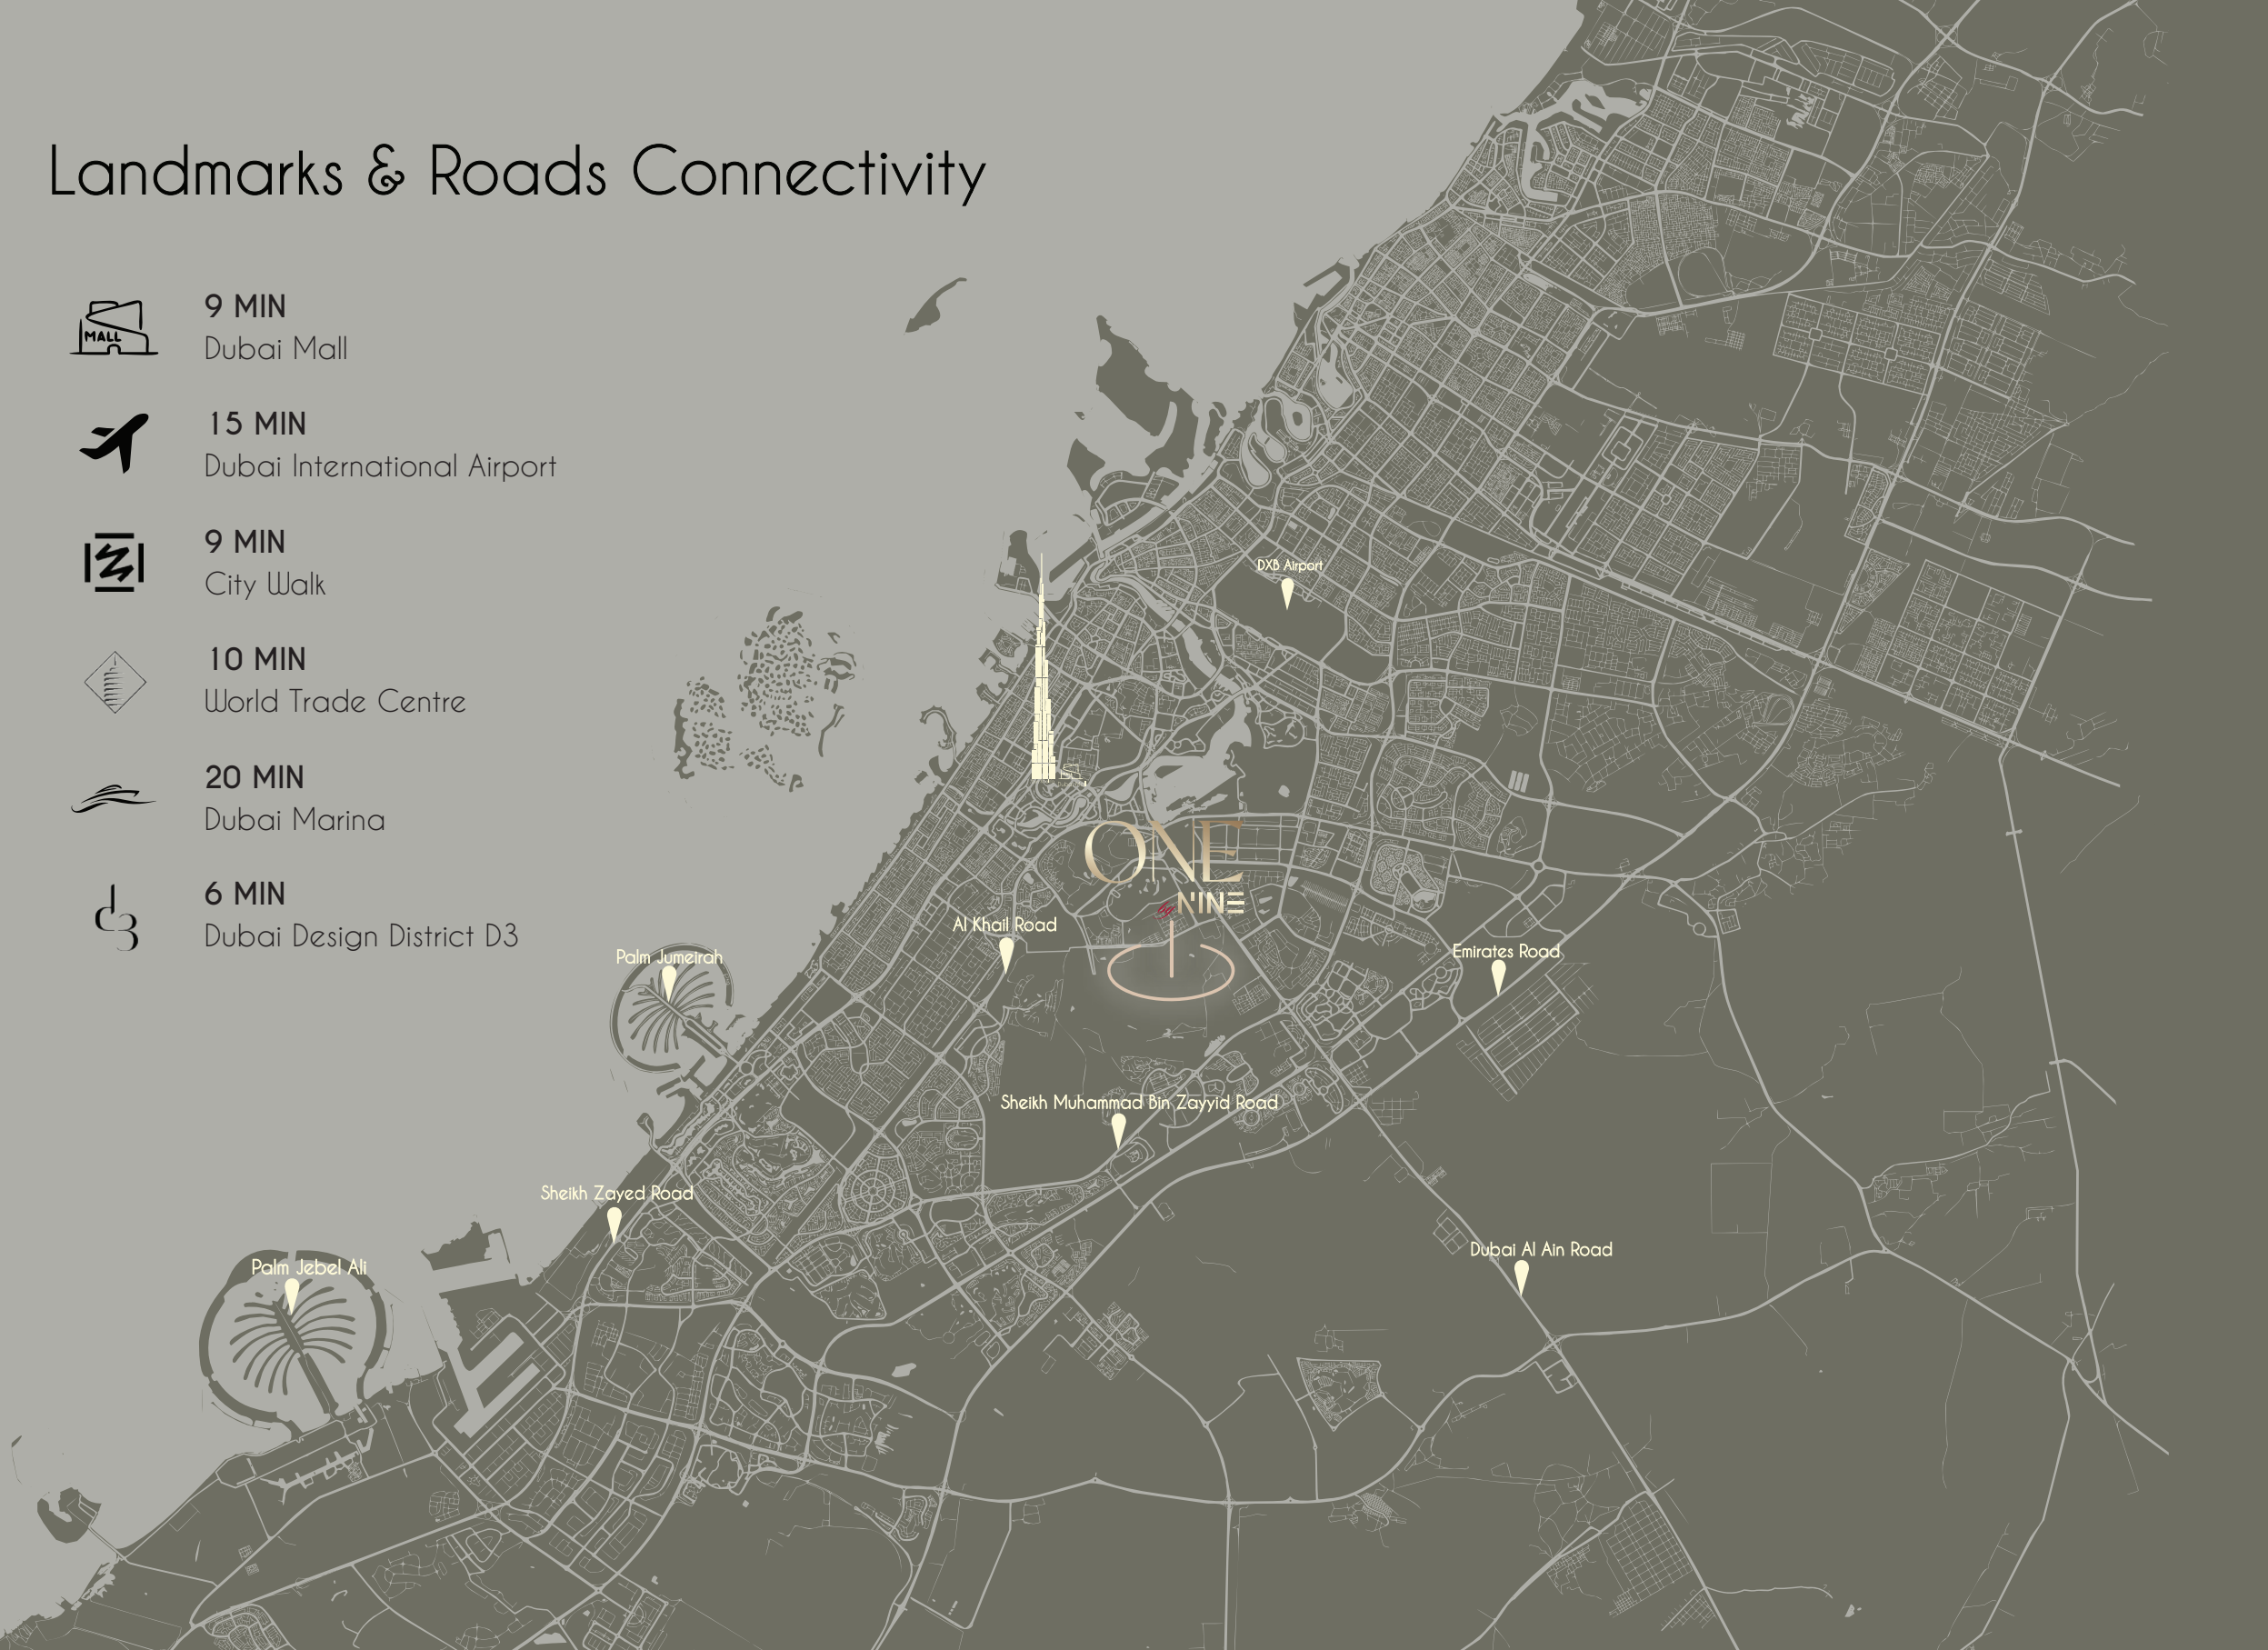 Landmarks & Roads Connectivity
MALL
9 MIN
Dubai Mall
15 MIN
Dubai International Airport
9 MIN
City Walk
10 MIN
World Trade Centre
20 MIN
Dubai Marina
d3
6 MIN
Dubai Design District D3
DXB Airport
ONE
by NINE
Al Khail Road
Emirates Road
Palm Jumeirah
Sheikh Muhammad Bin Zayyid Road
Sheikh Zayed Road
Dubai Al Ain Road
Palm Jebel Ali